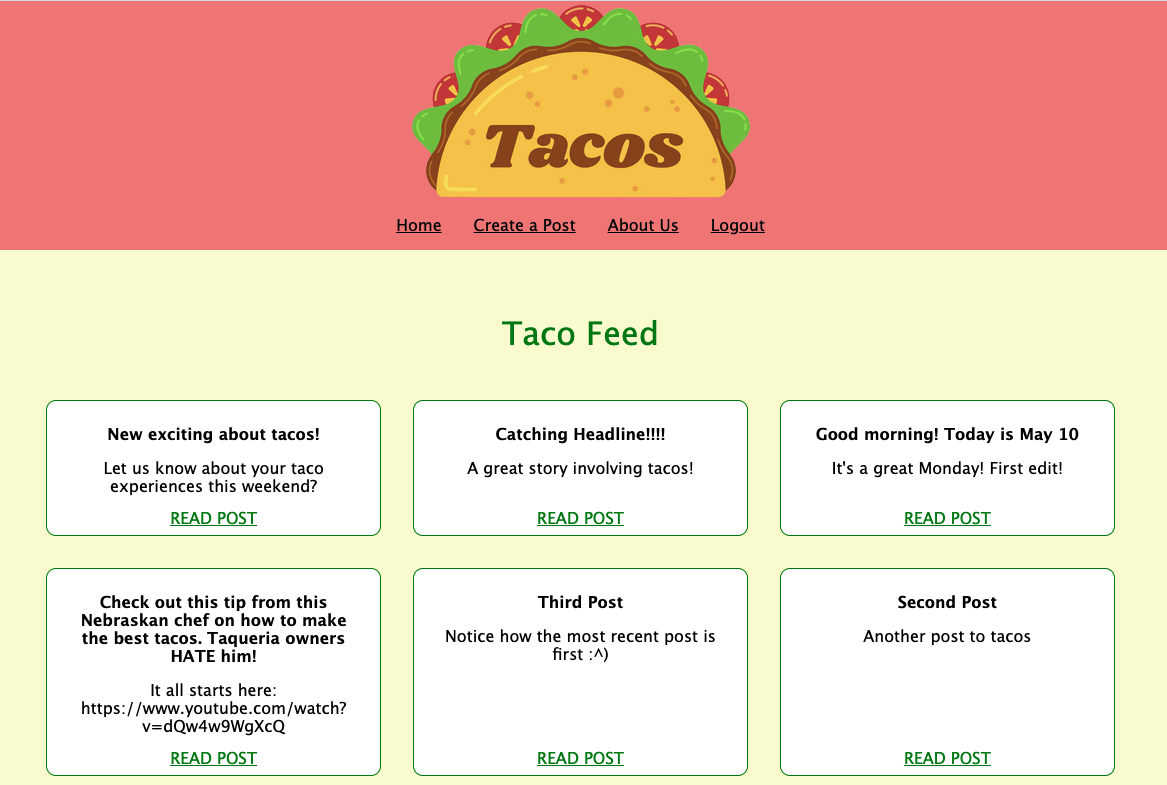 Tacos
Home Create a Post About Us Logout
Taco Feed
New exciting about tacos!
Let us know about your taco
experiences this weekend?
READ POST
Catching Headline!!!!
A great story involving tacos!
READ POST
Good morning! Today is May 10
It's a great Monday! First edit!
READ POST
Check out this tip from this
Nebraskan chef on how to make
the best tacos. Taqueria owners
HATE him!
It all starts here:
https://www.youtube.com/watch?
v=dQw4w9WgXcQ
READ POST
Third Post
Notice how the most recent post is
first :^)
READ POST
Second Post
Another post to tacos
READ POST